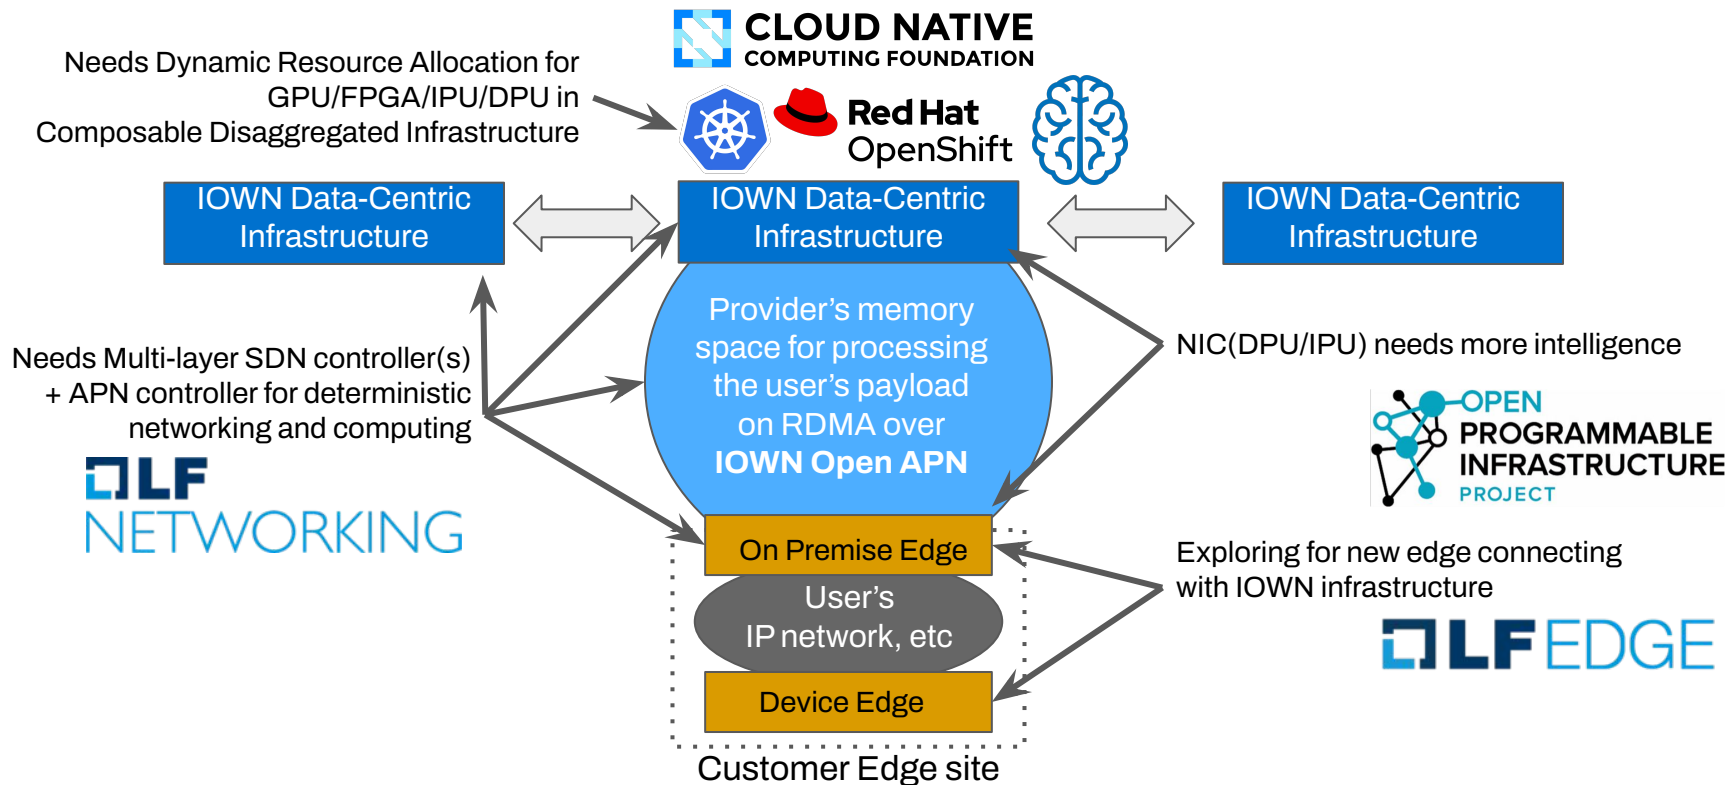 CLOUD NATIVE
COMPUTING FOUNDATION
Needs Dynamic Resource Allocation for
GPU/FPGA/IPU/DPU in
Composable Disaggregated Infrastructure
Red Hat
OpenShift
IOWN Data-Centric
Infrastructure
IOWN Data-Centric
Infrastructure
IOWN Data-Centric
Infrastructure
Provider’s memory
space for processing
the user’s payload
on RDMA over
IOWN Open APN
Needs Multi-layer SDN controller(s)
+ APN controller for deterministic
networking and computing
LF
NETWORKING
NIC(DPU/IPU) needs more intelligence
OPEN
PROGRAMMABLE
INFRASTRUCTURE
PROJECT
On Premise Edge
User’s
IP network, etc
Device Edge
Customer Edge site
Exploring for new edge connecting
with IOWN infrastructure
LF EDGE